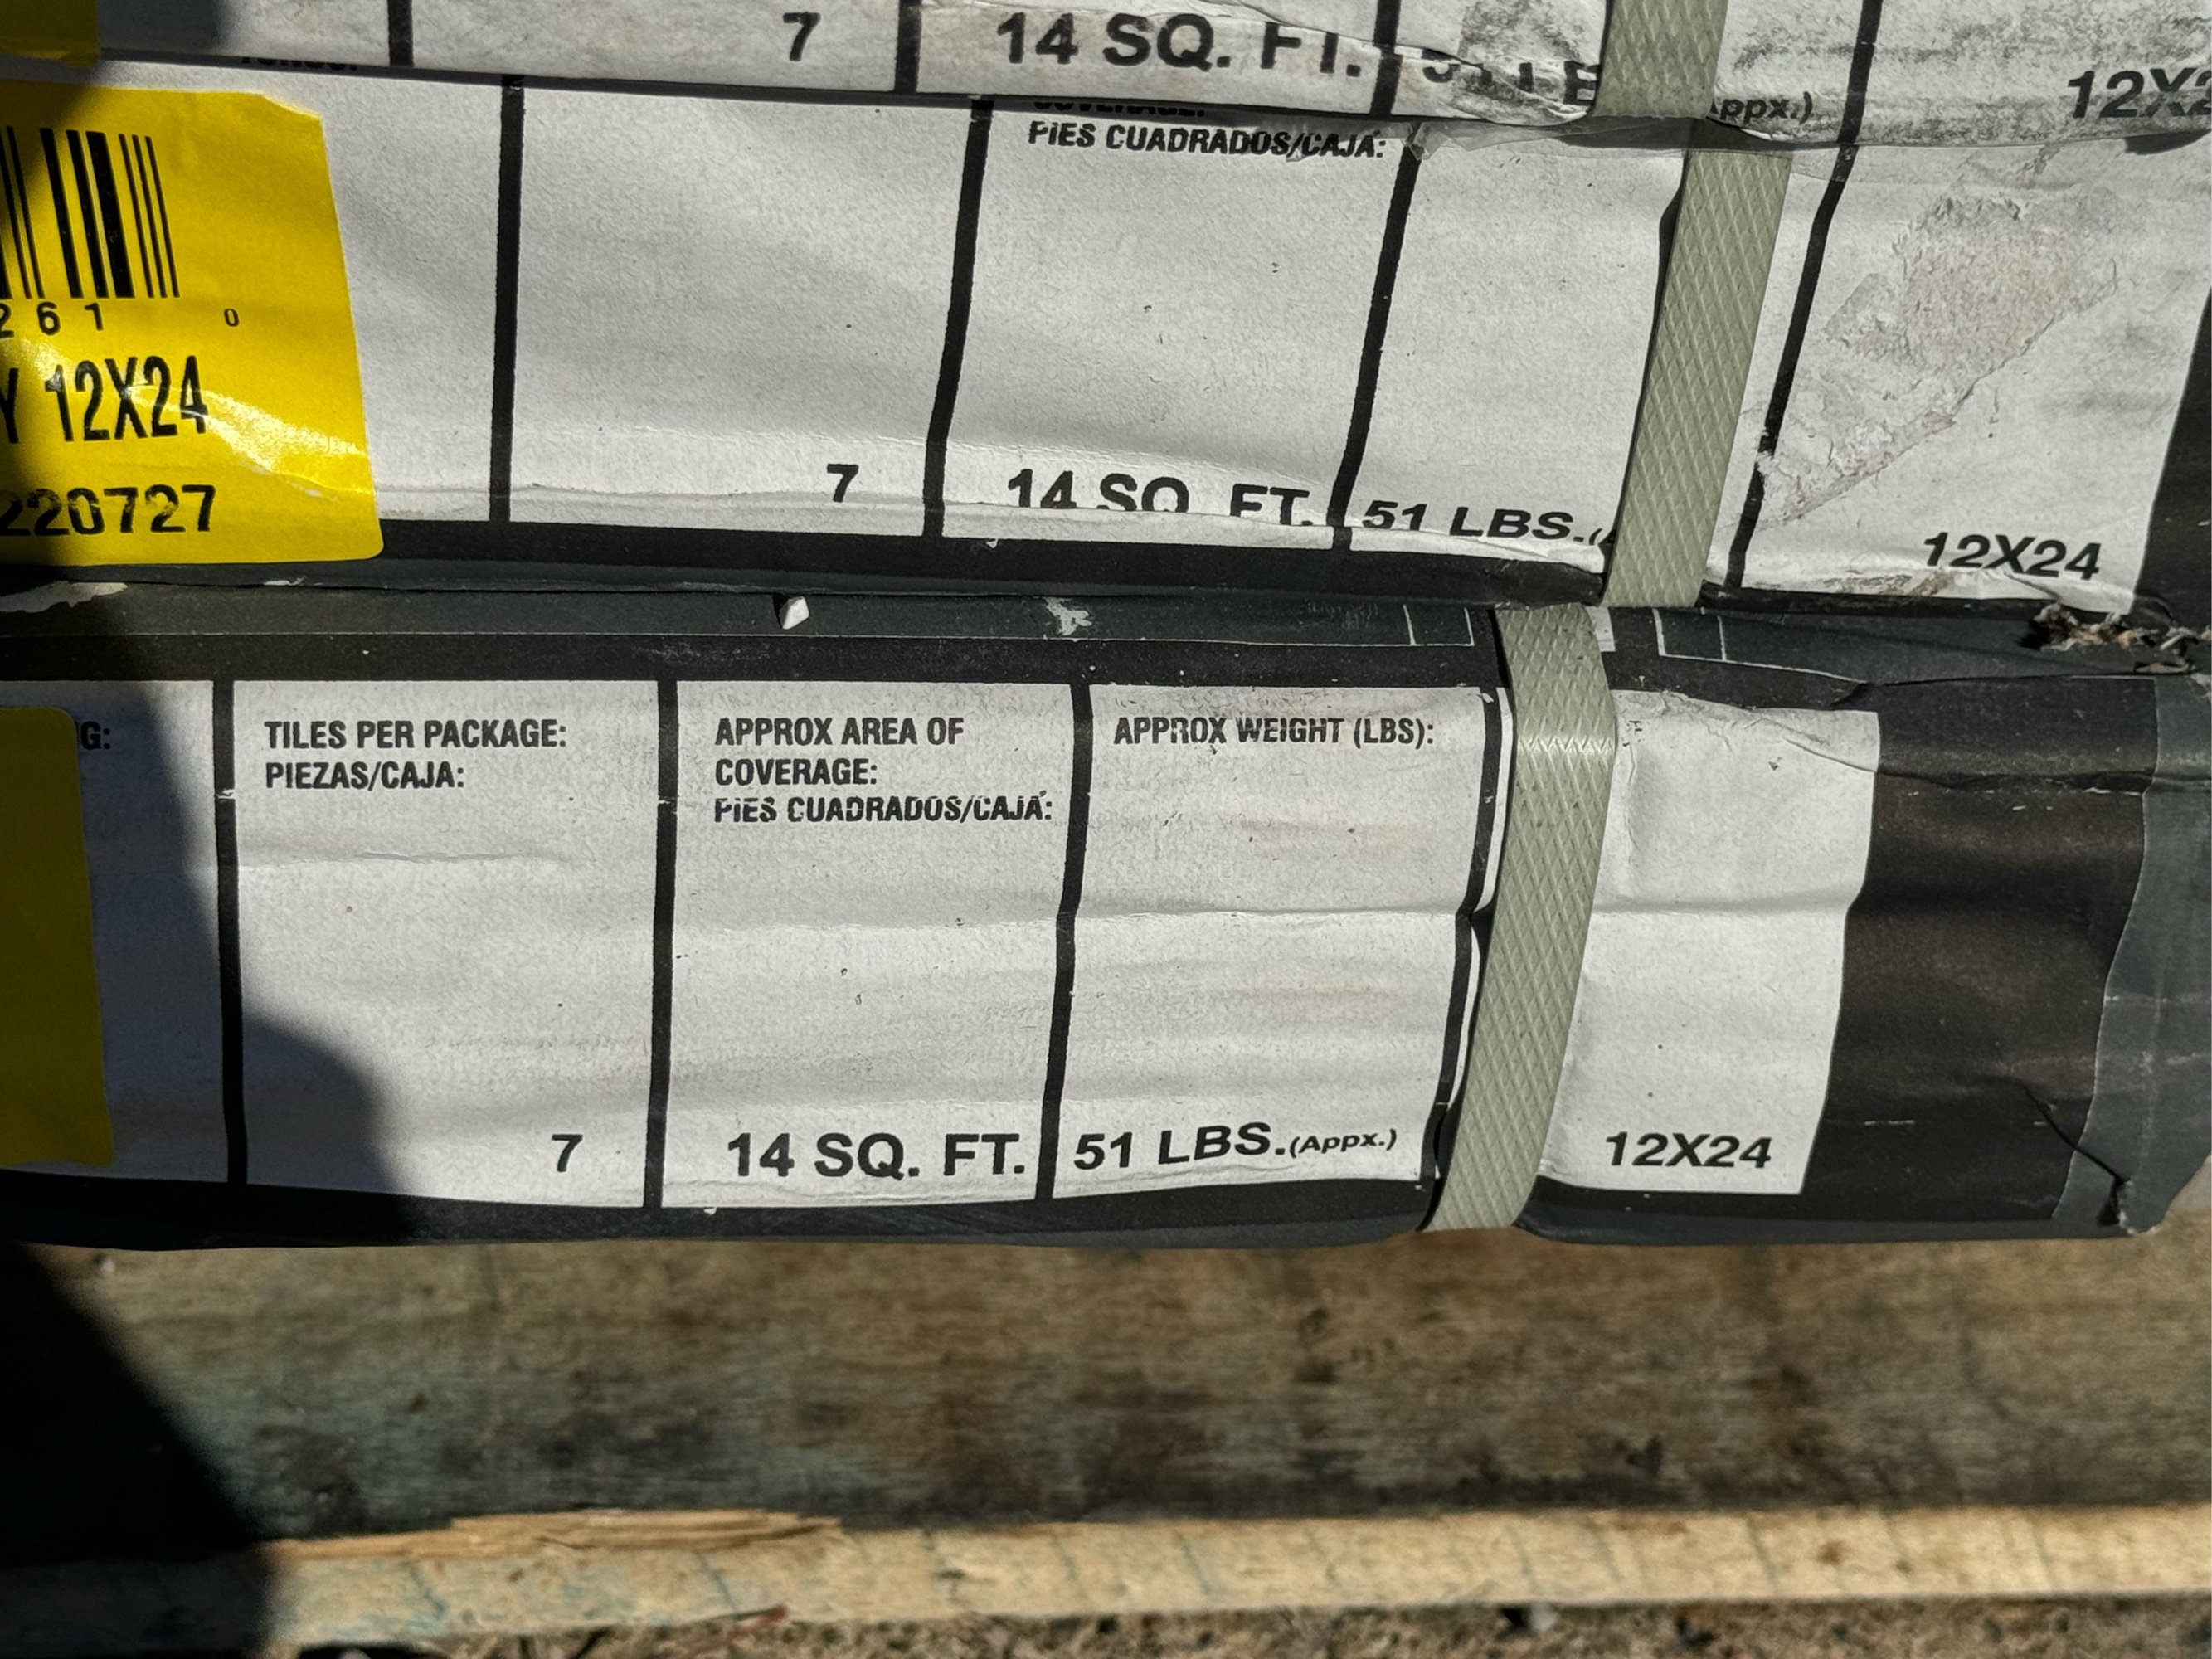 7
14 SQ. FT.
PIES CUADRADOS/CAJA:
261 0
12X24
220727
7
14 SQ. FT.
51 LBS.
12X24
TILES PER PACKAGE:
PIEZAS/CAJA:
7
APPROX AREA OF
COVERAGE:
PIES CUADRADOS/CAJA:
14 SQ. FT.
APPROX WEIGHT (LBS):
51 LBS.(Appx.)
12X24